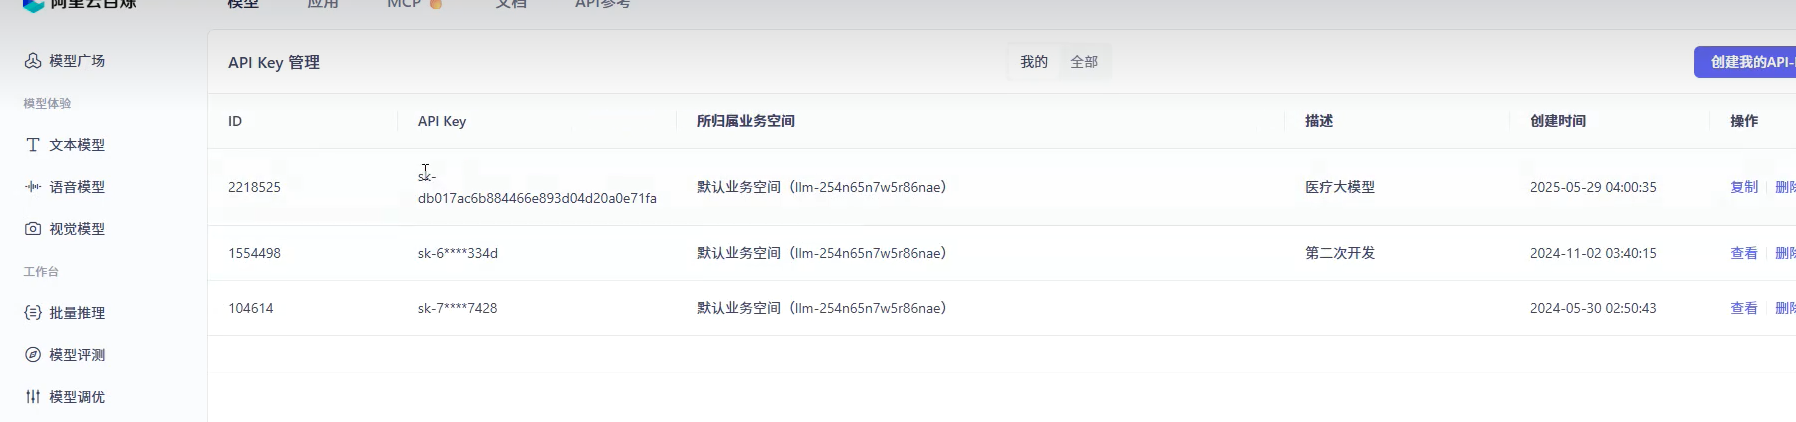 阿里云百炼
模型 应用 MCP 文档 API参考
模型广场
模型体验
文本模型
语音模型
视觉模型
工作台
批量推理
模型评测
模型调优
API Key 管理
我的 全部
创建我的API-
ID API Key 所归属业务空间 描述 创建时间 操作
2218525 sk-
db017ac6b884466e893d04d20a0e71fa 默认业务空间（llm-254n65n7w5r86nae） 医疗大模型 2025-05-29 04:00:35 复制 删除
1554498 sk-6****334d 默认业务空间（llm-254n65n7w5r86nae） 第二次开发 2024-11-02 03:40:15 查看 删除
104614 sk-7****7428 默认业务空间（llm-254n65n7w5r86nae） 2024-05-30 02:50:43 查看 删除